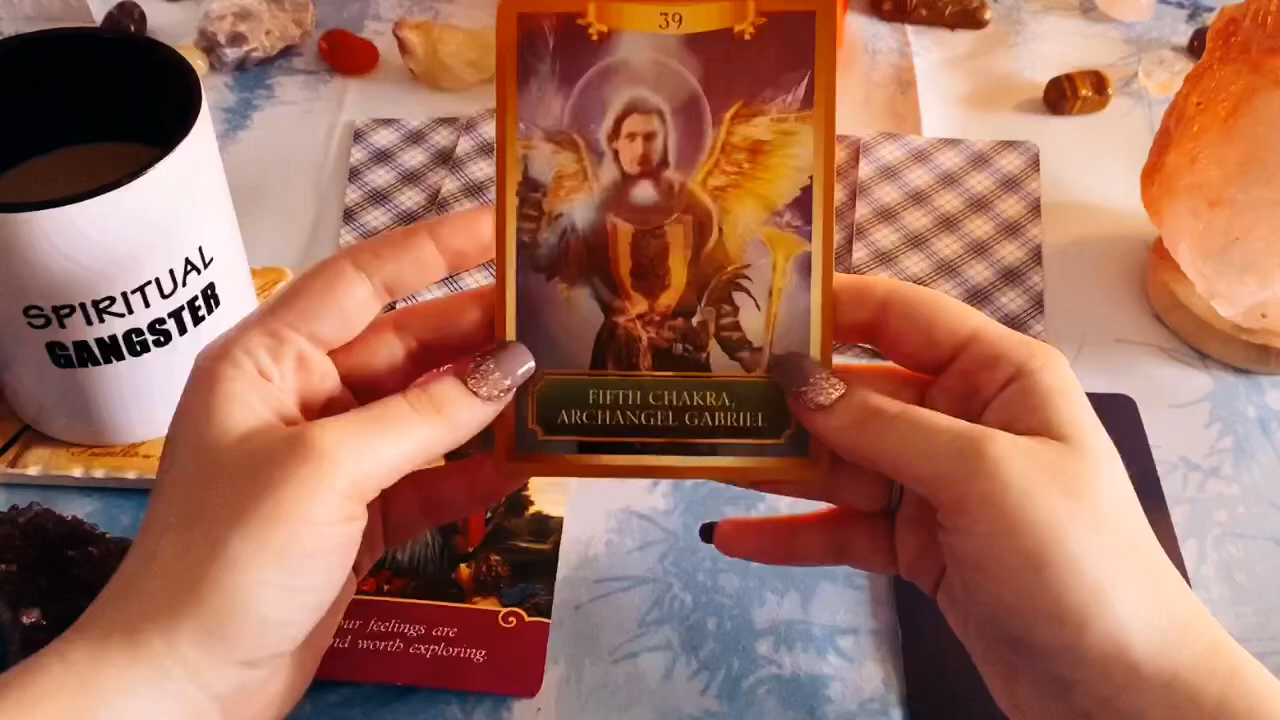 39
SPIRITUAL
GANGSTER
FIFTH CHAKRA,
ARCHANGEL GABRIEL
our feelings are
nd worth exploring.